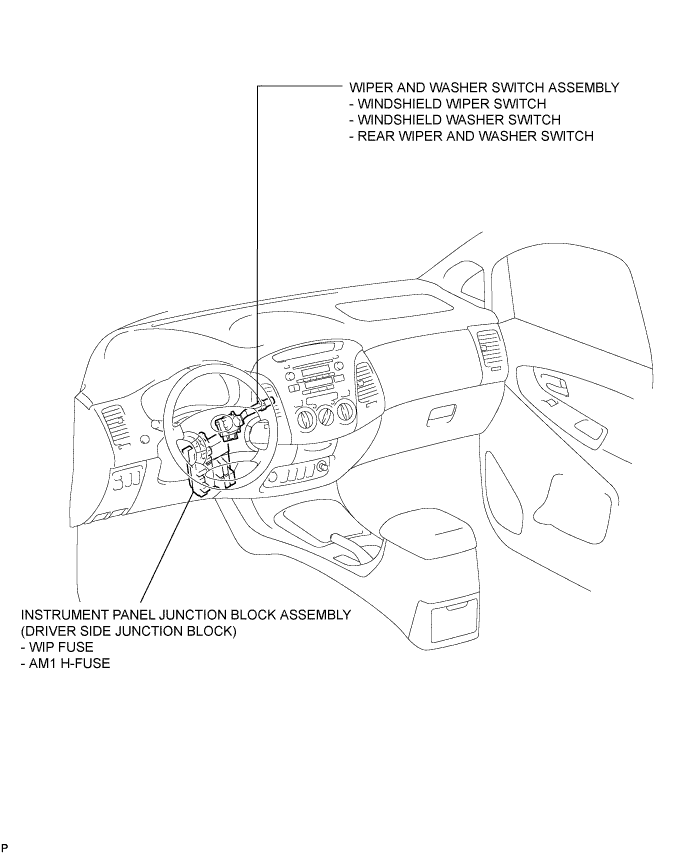 WIPER AND WASHER SWITCH ASSEMBLY
- WINDSHIELD WIPER SWITCH
- WINDSHIELD WASHER SWITCH
- REAR WIPER AND WASHER SWITCH
INSTRUMENT PANEL JUNCTION BLOCK ASSEMBLY
(DRIVER SIDE JUNCTION BLOCK)
- WIP FUSE
- AM1 H-FUSE
P